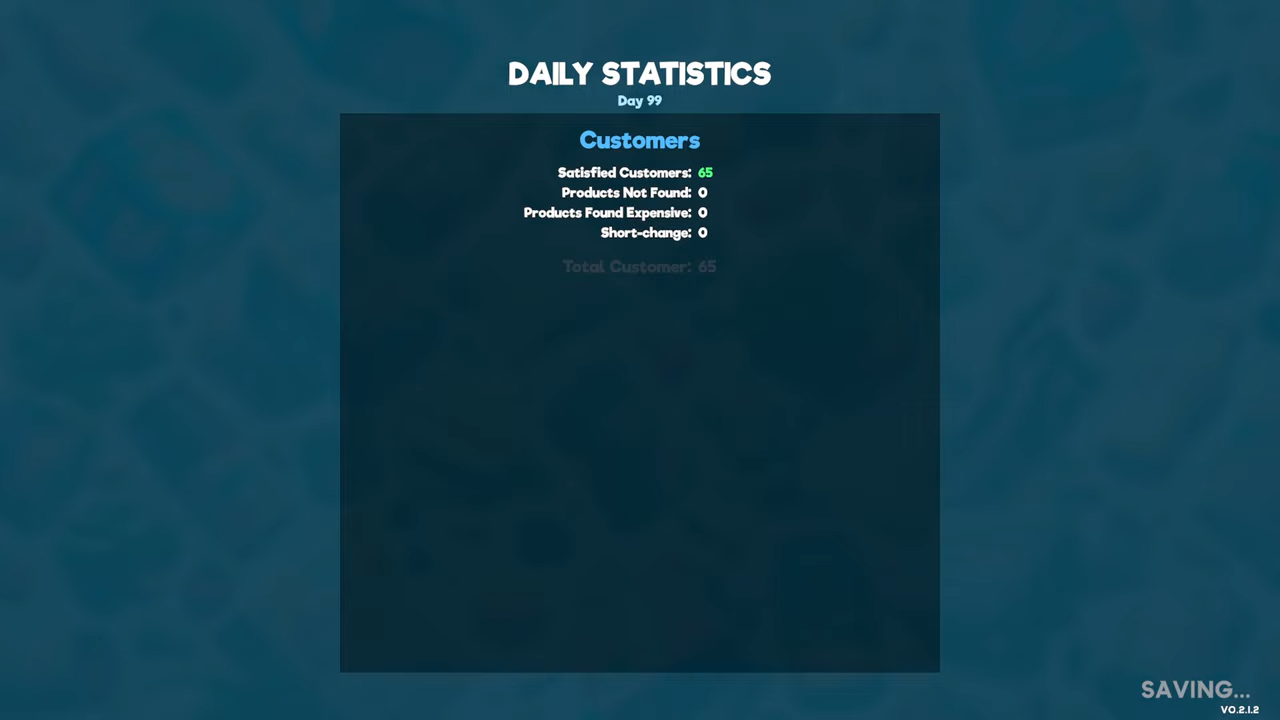 DAILY STATISTICS
Day 99
Customers
Satisfied Customers: 65
Products Not Found: 0
Products Found Expensive: 0
Short-change: 0
Total Customer: 65
SAVING...
V0.2.1.2